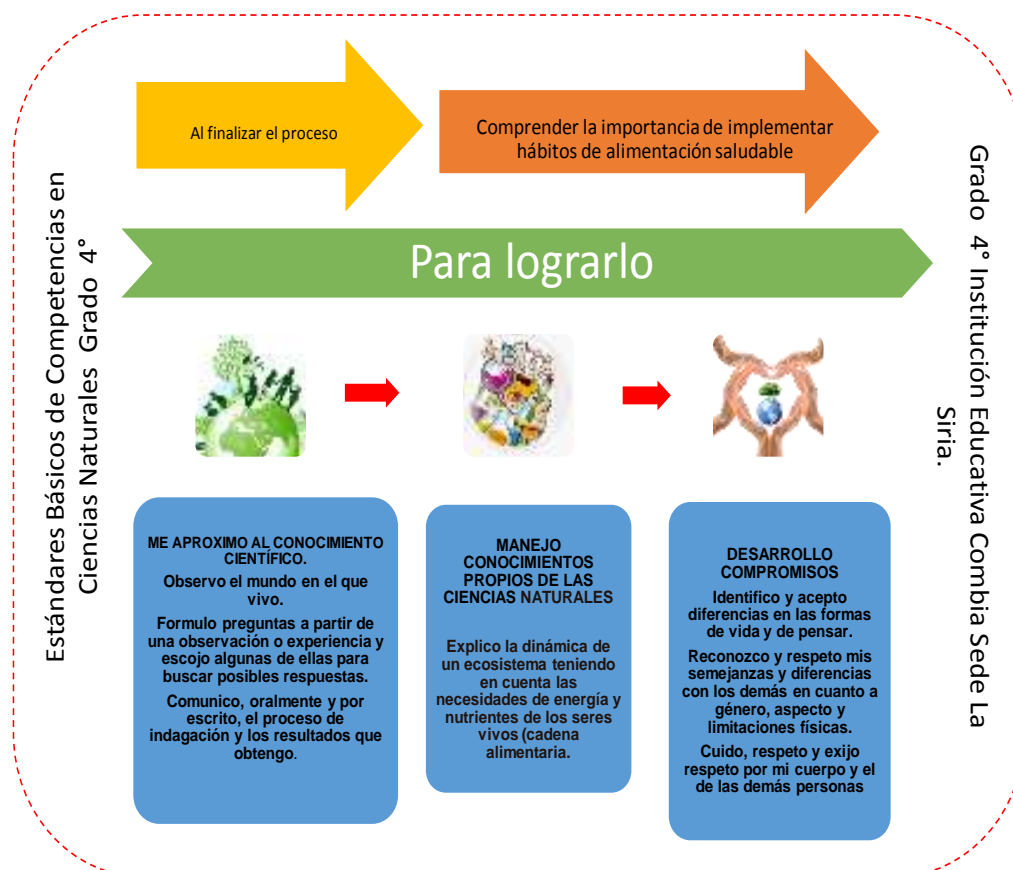 Estándares Básicos de Competencias en
Ciencias Naturales Grado 4°
Al finalizar el proceso
Comprender la importancia de implementar
hábitos de alimentación saludable
Para lograrlo
ME APROXIMO AL CONOCIMIENTO
CIENTÍFICO.
Observo el mundo en el que
vivo.
Formulo preguntas a partir de
una observación o experiencia y
escojo algunas de ellas para
buscar posibles respuestas.
Comunico, oralmente y por
escrito, el proceso de
indagación y los resultados que
obtengo.
MANEJO
CONOCIMIENTOS
PROPIOS DE LAS
CIENCIAS NATURALES
Explico la dinámica de
un ecosistema teniendo
en cuenta las
necesidades de energía y
nutrientes de los seres
vivos (cadena
alimentaria.
DESARROLLO
COMPROMISOS
Identifico y acepto
diferencias en las formas
de vida y de pensar.
Reconozco y respeto mis
semejanzas y diferencias
con los demás en cuanto a
género, aspecto y
limitaciones físicas.
Cuido, respeto y exijo
respeto por mi cuerpo y el
de las demás personas
Grado 4° Institución Educativa Combia Sede La
Siria.